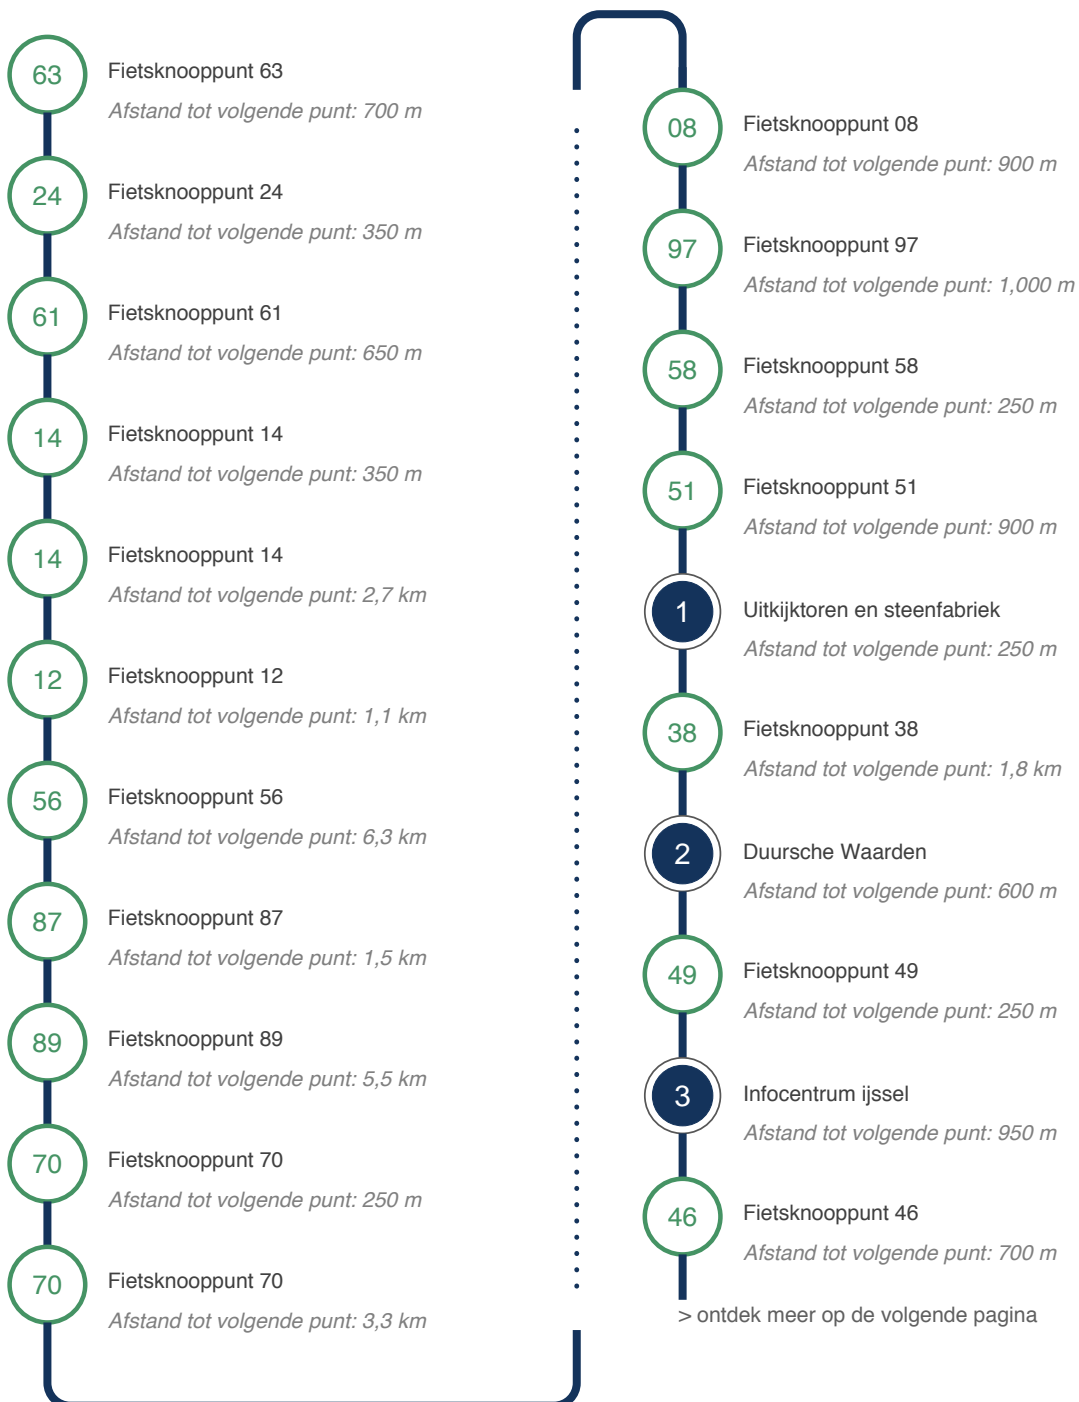 63
Fietsknooppunt 63
Afstand tot volgende punt: 700 m
24
Fietsknooppunt 24
Afstand tot volgende punt: 350 m
61
Fietsknooppunt 61
Afstand tot volgende punt: 650 m
14
Fietsknooppunt 14
Afstand tot volgende punt: 350 m
14
Fietsknooppunt 14
Afstand tot volgende punt: 2,7 km
12
Fietsknooppunt 12
Afstand tot volgende punt: 1,1 km
56
Fietsknooppunt 56
Afstand tot volgende punt: 6,3 km
87
Fietsknooppunt 87
Afstand tot volgende punt: 1,5 km
89
Fietsknooppunt 89
Afstand tot volgende punt: 5,5 km
70
Fietsknooppunt 70
Afstand tot volgende punt: 250 m
70
Fietsknooppunt 70
Afstand tot volgende punt: 3,3 km
08
Fietsknooppunt 08
Afstand tot volgende punt: 900 m
97
Fietsknooppunt 97
Afstand tot volgende punt: 1,000 m
58
Fietsknooppunt 58
Afstand tot volgende punt: 250 m
51
Fietsknooppunt 51
Afstand tot volgende punt: 900 m
1
Uitkijktoren en steenfabriek
Afstand tot volgende punt: 250 m
38
Fietsknooppunt 38
Afstand tot volgende punt: 1,8 km
2
Duursche Waarden
Afstand tot volgende punt: 600 m
49
Fietsknooppunt 49
Afstand tot volgende punt: 250 m
3
Infocentrum ijssel
Afstand tot volgende punt: 950 m
46
Fietsknooppunt 46
Afstand tot volgende punt: 700 m
> ontdek meer op de volgende pagina